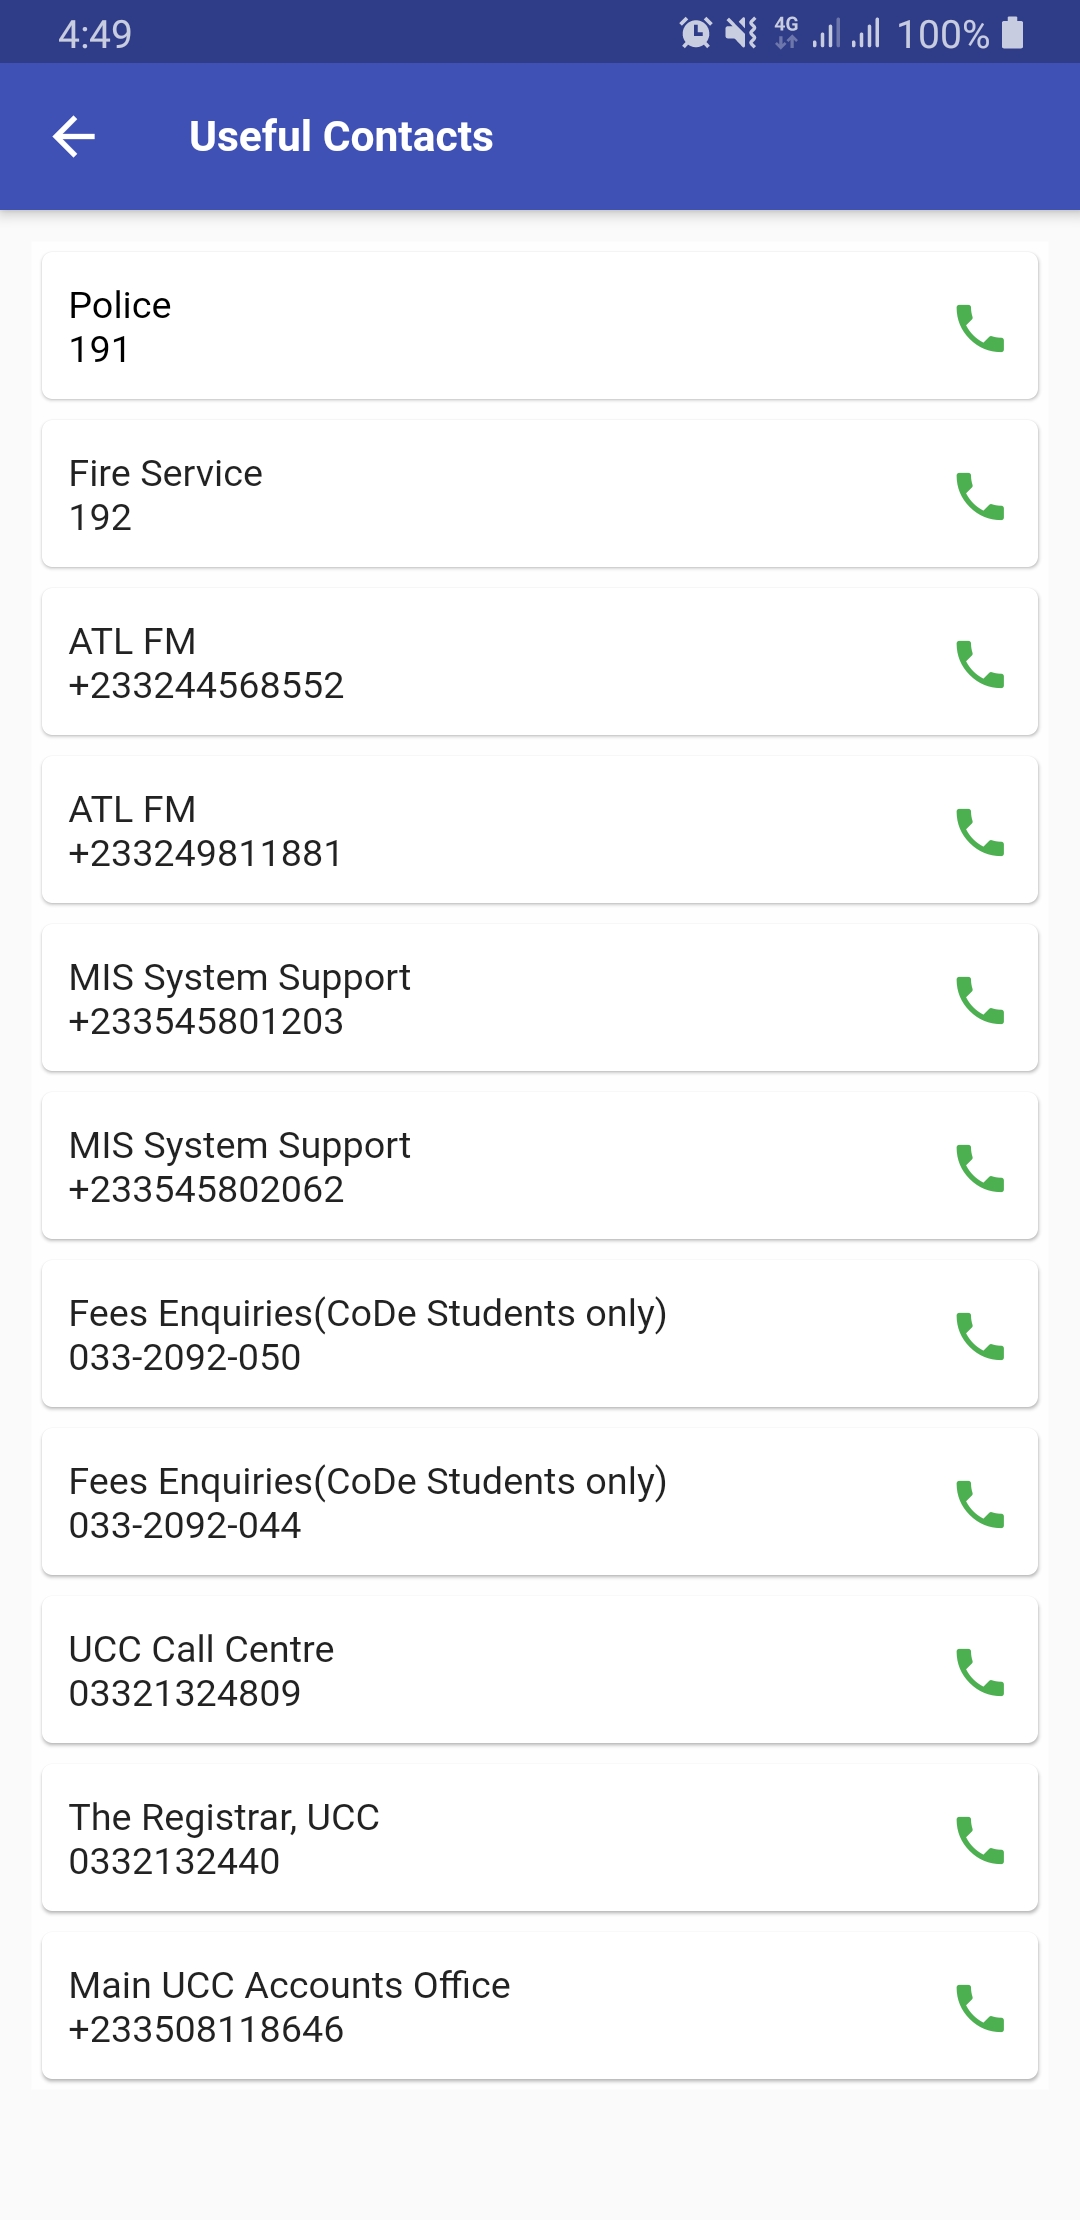 4:49 4G 100%
Useful Contacts
Police
191
Fire Service
192
ATL FM
+233244568552
ATL FM
+233249811881
MIS System Support
+233545801203
MIS System Support
+233545802062
Fees Enquiries(CoDe Students only)
033-2092-050
Fees Enquiries(CoDe Students only)
033-2092-044
UCC Call Centre
03321324809
The Registrar, UCC
0332132440
Main UCC Accounts Office
+233508118646